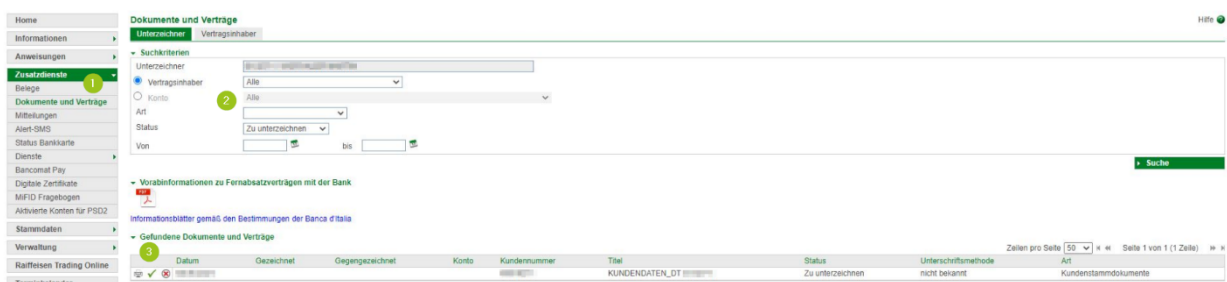 Home
Informationen
Anweisungen
Zusatzdienste
1
Belege
Dokumente und Verträge
Mitteilungen
Alert-SMS
Status Bankkarte
Dienste
Bancomat Pay
Digitale Zertifikate
MiFID Fragebogen
Aktivierte Konten für PSD2
Stammdaten
Verwaltung
Raiffeisen Trading Online
Dokumente und Verträge
Hilfe
Unterzeichner Vertragsinhaber
Suchkriterien
Unterzeichner
Vertragsinhaber Alle
Konto 2 Alle
Art
Status Zu unterzeichnen
Von bis
Suche
Vorabinformationen zu Fernabsatzverträgen mit der Bank
PDF
Informationsblätter gemäß den Bestimmungen der Banca d'Italia
Gefundene Dokumente und Verträge
3
Zeilen pro Seite 50 Seite 1 von 1 (1 Zeile)
Datum Gezeichnet Gegengezeichnet Konto Kundennummer Titel Status Unterschriftsmethode Art
KUNDENDATEN_DT Zu unterzeichnen nicht bekannt Kundenstammdokumente